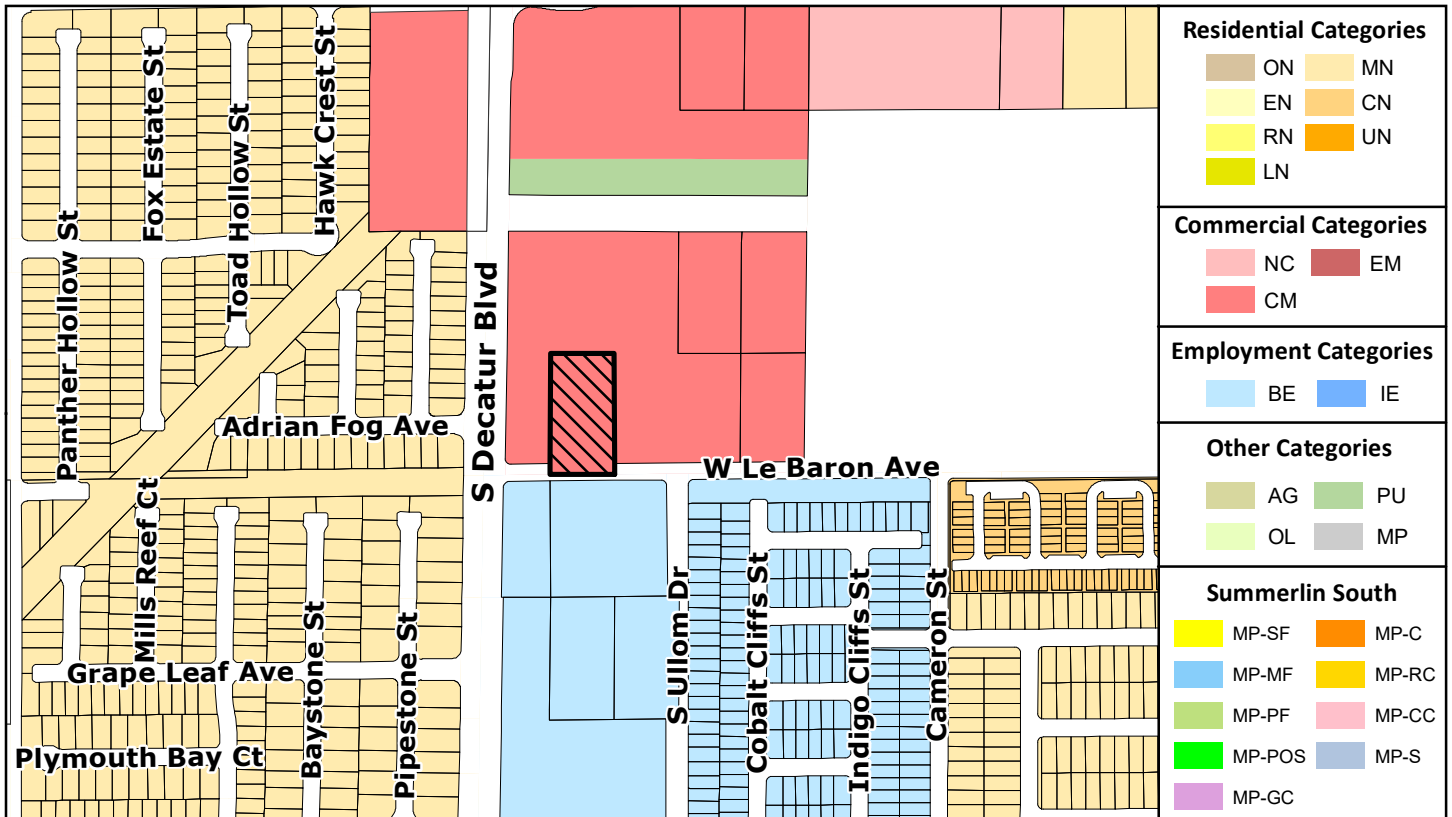 Panther Hollow St
Fox Estate St
Toad Hollow St
Hawk Crest St
S Decatur Blvd
Adrian Fog Ave
W Le Baron Ave
Mills Reef Ct
Grape Leaf Ave
Baystone St
Pipestone St
Plymouth Bay Ct
S Ullom Dr
Cobalt Cliffs St
Indigo Cliffs St
Cameron St
Residential Categories
ON MN
EN CN
RN UN
LN
Commercial Categories
NC EM
CM
Employment Categories
BE IE
Other Categories
AG PU
OL MP
Summerlin South
MP-SF MP-C
MP-MF MP-RC
MP-PF MP-CC
MP-POS MP-S
MP-GC